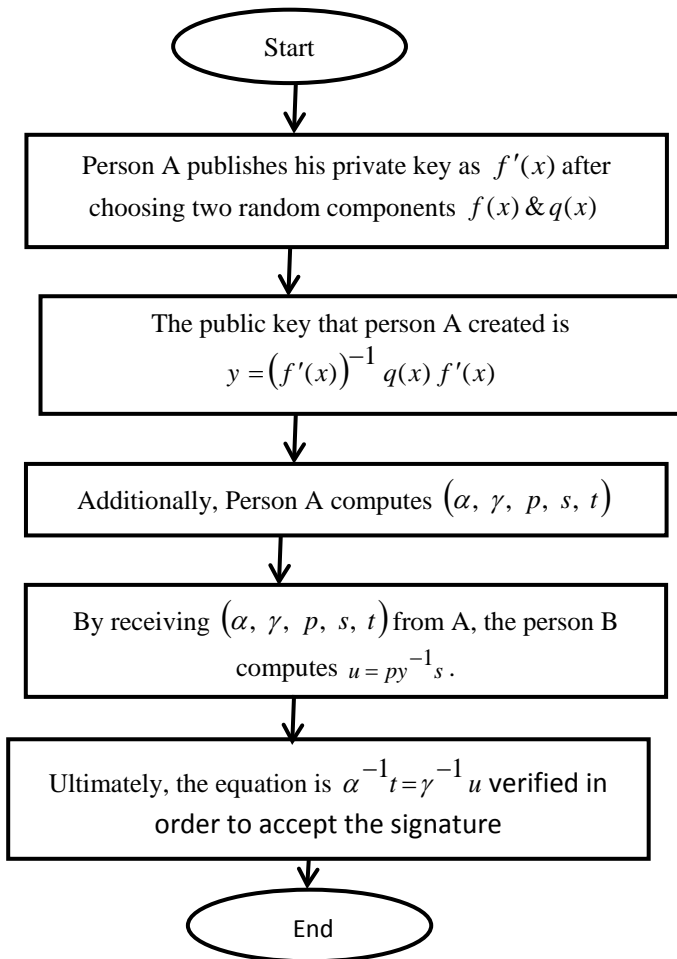 Start
Person A publishes his private key as f′(x) after
choosing two random components f(x) & q(x)
The public key that person A created is
y = (f′(x))⁻¹ q(x) f′(x)
Additionally, Person A computes (α, γ, p, s, t)
By receiving (α, γ, p, s, t) from A, the person B
computes u = py⁻¹s .
Ultimately, the equation is α⁻¹t = γ⁻¹ u verified in
order to accept the signature
End